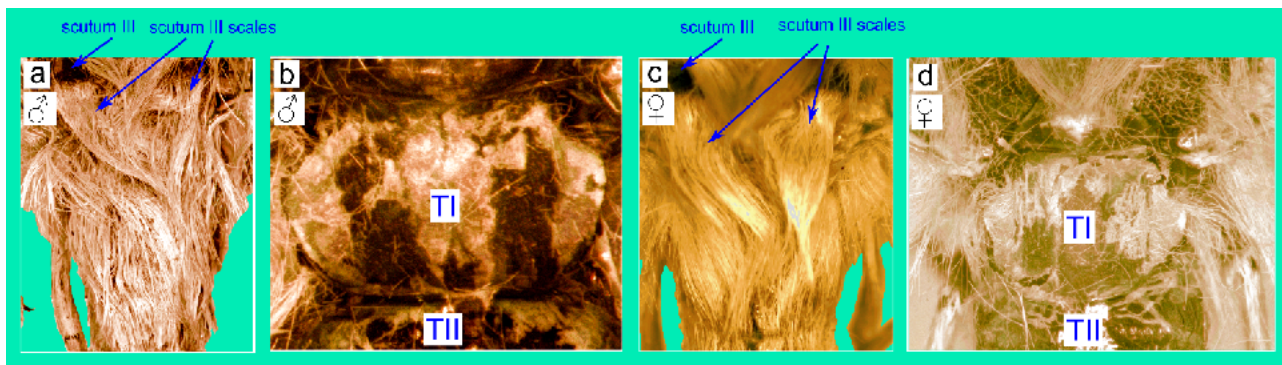 scutum III scutum III scales scutum III scutum III scales
a b c d
♂ ♂ ♀ ♀
TI TI
TII TII